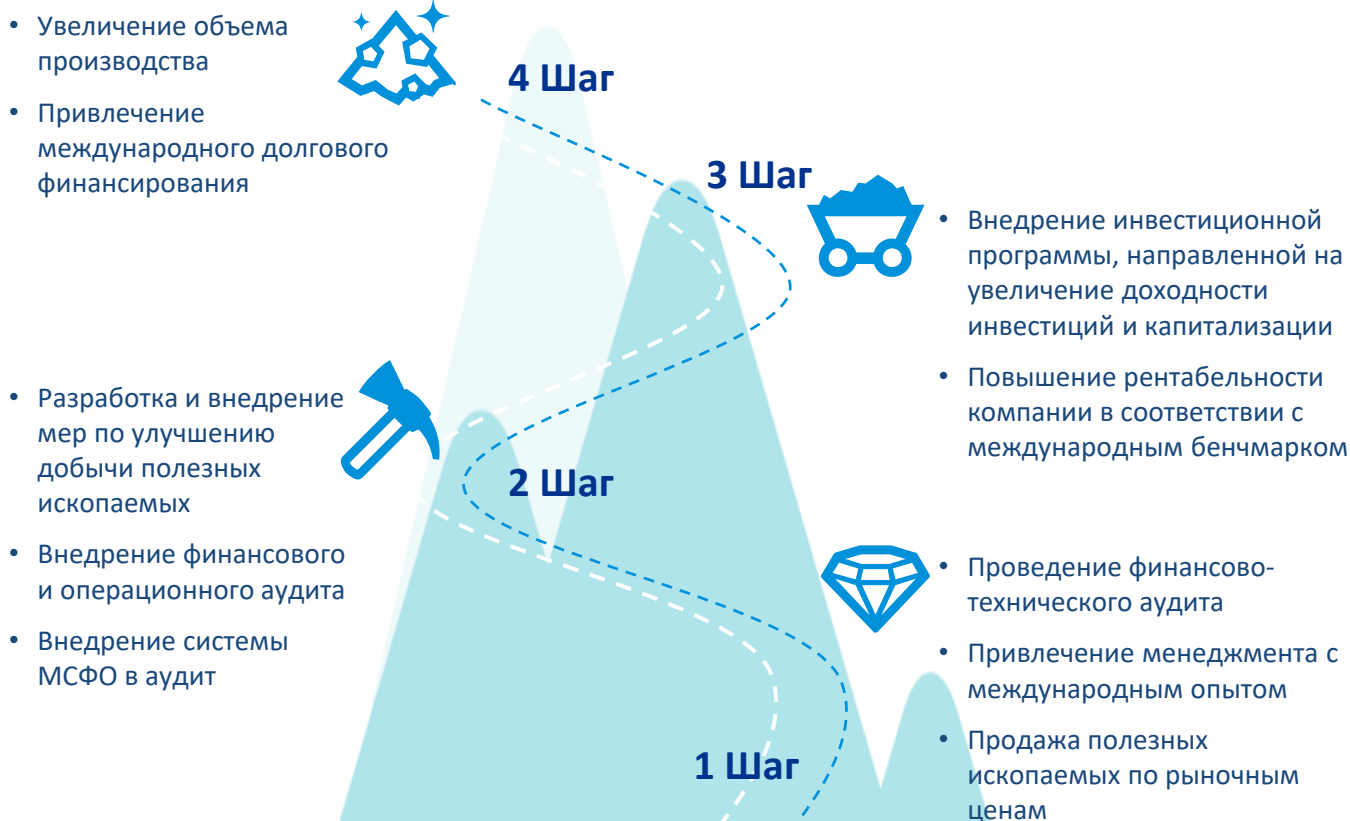 • Увеличение объема
производства
• Привлечение
международного долгового
финансирования
4 Шаг
3 Шаг
• Внедрение инвестиционной
программы, направленной на
увеличение доходности
инвестиций и капитализации
• Повышение рентабельности
компании в соответствии с
международным бенчмарком
• Разработка и внедрение
мер по улучшению
добычи полезных
ископаемых
• Внедрение финансового
и операционного аудита
• Внедрение системы
МСФО в аудит
2 Шаг
• Проведение финансово-
технического аудита
• Привлечение менеджмента с
международным опытом
• Продажа полезных
ископаемых по рыночным
ценам
1 Шаг